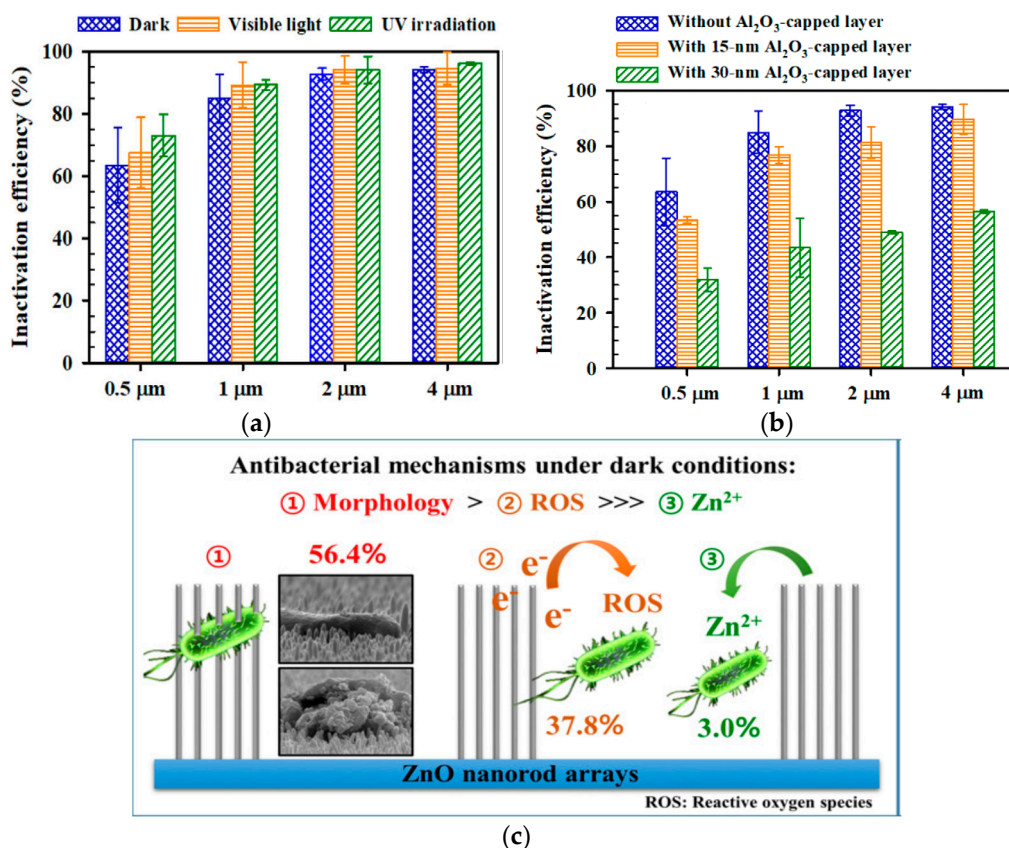 Dark Visible light UV irradiation
Inactivation efficiency (%)
100
80
60
40
20
0
0.5 μm 1 μm 2 μm 4 μm
(a)
Without Al₂O₃-capped layer
With 15-nm Al₂O₃-capped layer
With 30-nm Al₂O₃-capped layer
Inactivation efficiency (%)
100
80
60
40
20
0
0.5 μm 1 μm 2 μm 4 μm
(b)
Antibacterial mechanisms under dark conditions:
① Morphology > ② ROS >>> ③ Zn²⁺
①
56.4%
②
e⁻
e⁻
e⁻
ROS
37.8%
③
Zn²⁺
3.0%
ZnO nanorod arrays
ROS: Reactive oxygen species
(c)